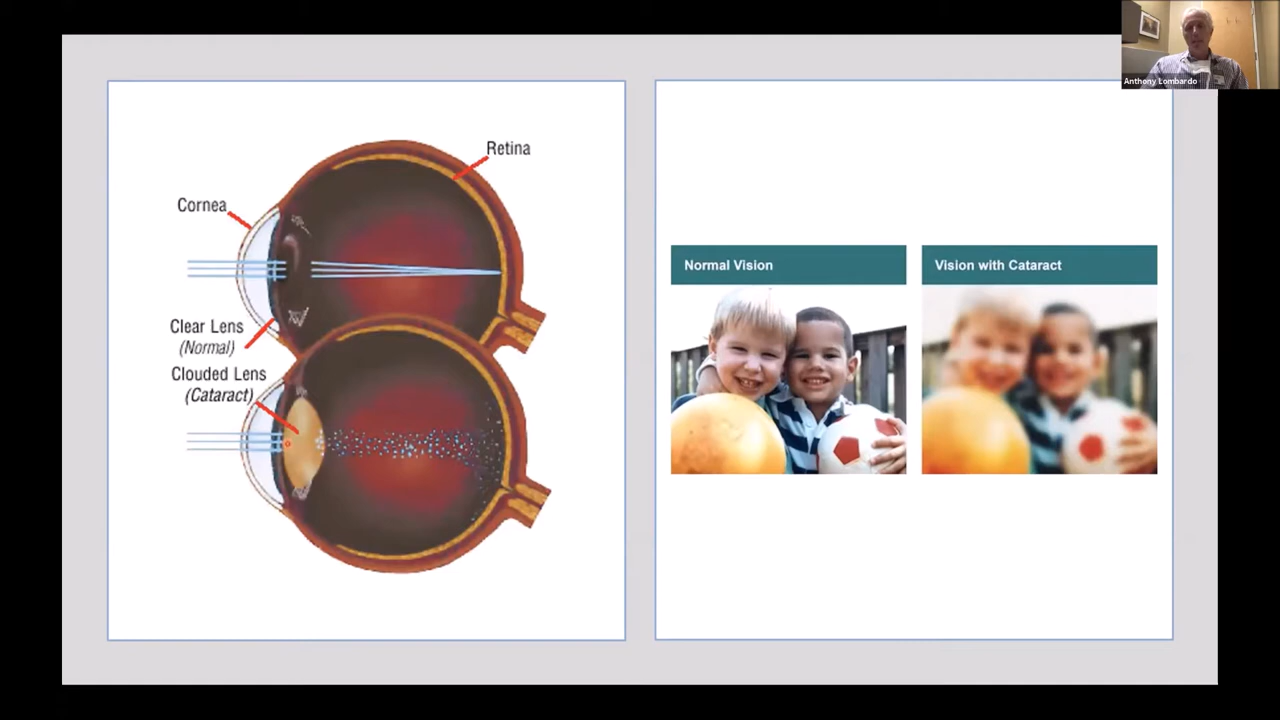 Retina
Cornea
Clear Lens
(Normal)
Clouded Lens
(Cataract)
Normal Vision
Vision with Cataract
Anthony Lombardo